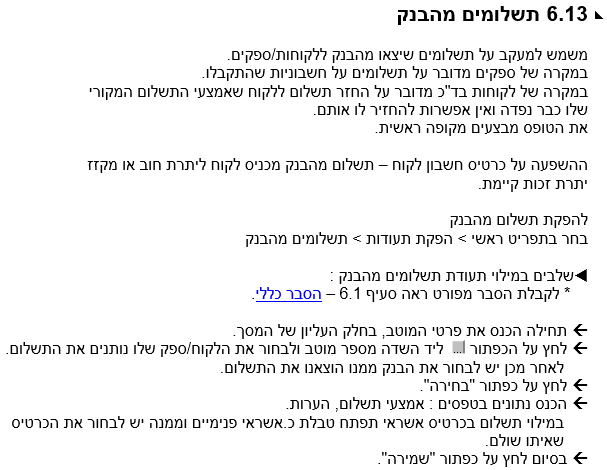 6.13 תשלומים מהבנק
משמש למעקב על תשלומים שיצאו מהבנק ללקוחות/ספקים.
במקרה של ספקים מדובר על תשלומים על חשבוניות שהתקבלו.
במקרה של לקוחות בד"כ מדובר על החזר תשלום ללקוח שאמצעי התשלום המקורי
שלו כבר נפדה ואין אפשרות להחזיר לו אותם.
את הטופס מבצעים מקופה ראשית.
ההשפעה על כרטיס חשבון לקוח – תשלום מהבנק מכניס לקוח ליתרת חוב או מקזז
יתרת זכות קיימת.
להפקת תשלום מהבנק
בחר בתפריט ראשי > הפקת תעודות > תשלומים מהבנק
◄שלבים במילוי תעודת תשלומים מהבנק :
* לקבלת הסבר מפורט ראה סעיף 6.1 – הסבר כללי.
← תחילה הכנס את פרטי המוטב, בחלק העליון של המסך.
← לחץ על הכפתור ... ליד השדה מספר מוטב ולבחור את הלקוח/ספק שלו נותנים את התשלום.
לאחר מכן יש לבחור את הבנק ממנו הוצאנו את התשלום.
← לחץ על כפתור "בחירה".
← הכנס נתונים בטפסים : אמצעי תשלום, הערות.
במילוי תשלום בכרטיס אשראי תפתח טבלת כ.אשראי פנימיים וממנה יש לבחור את הכרטיס
שאיתו שולם.
← בסיום לחץ על כפתור "שמירה".